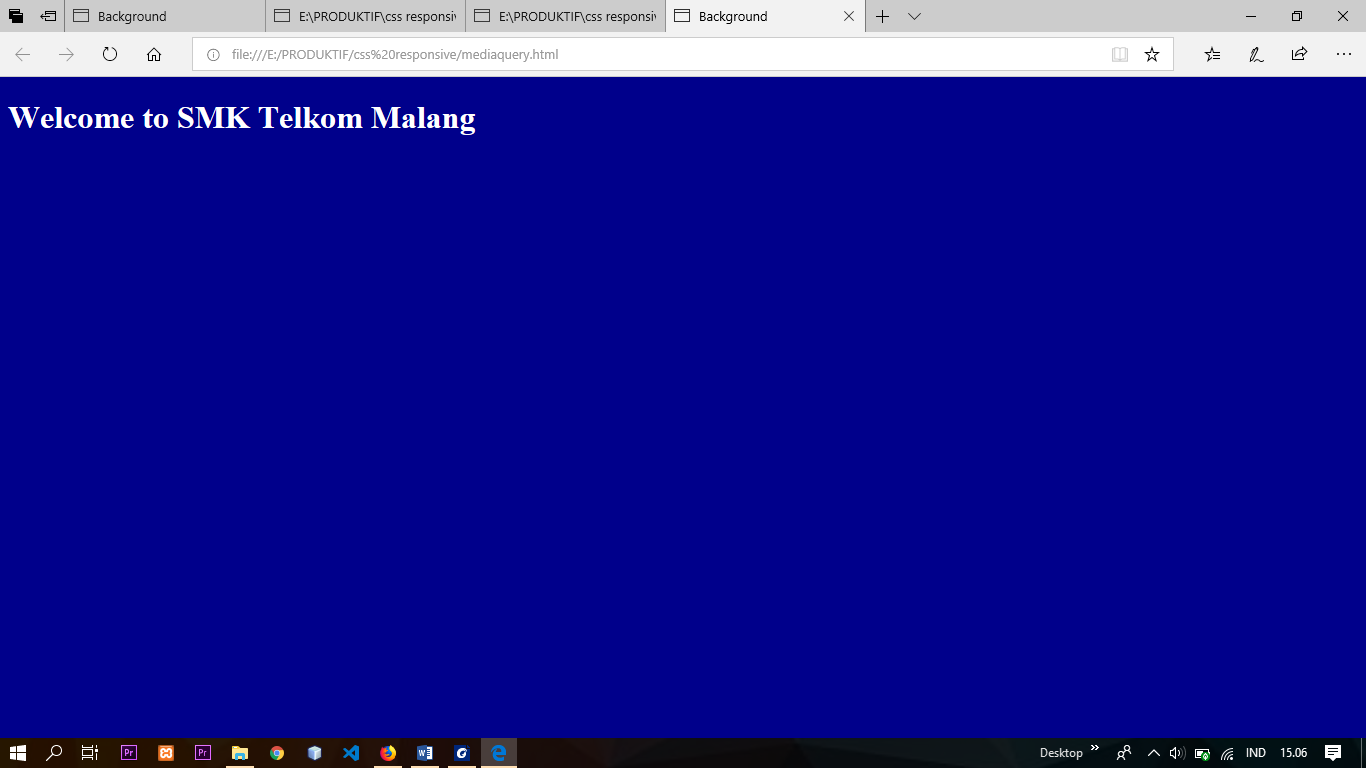 Background
E:\PRODUKTIF\css responsiv
E:\PRODUKTIF\css responsiv
Background
file:///E:/PRODUKTIF/css%20responsive/mediaquery.html
Welcome to SMK Telkom Malang
Pr
Pr
Desktop
IND
15.06